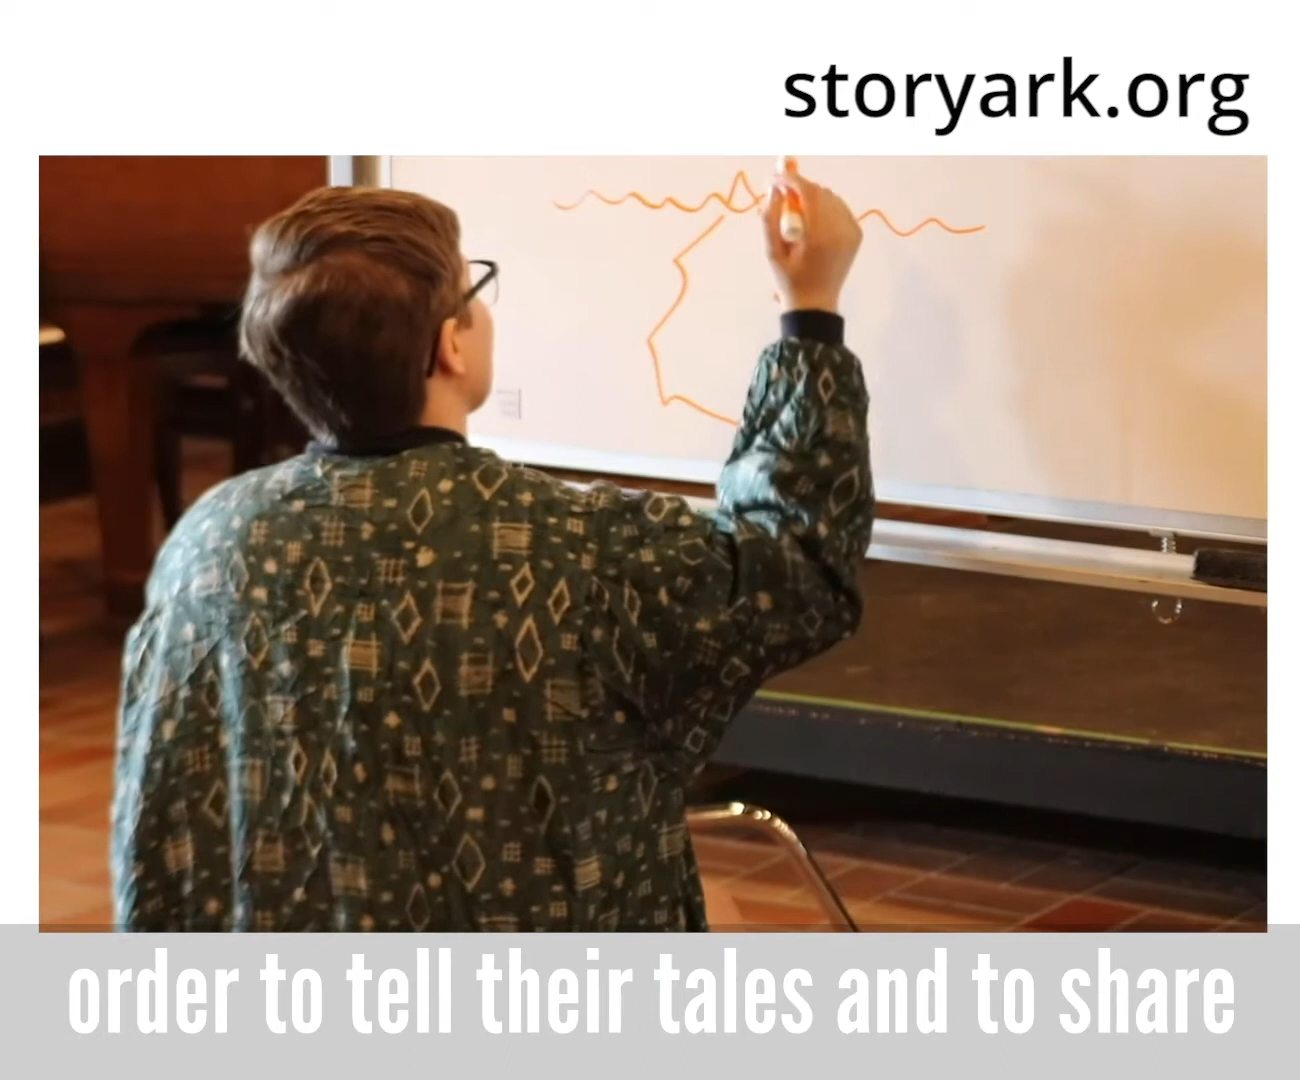 storyark.org
order to tell their tales and to share